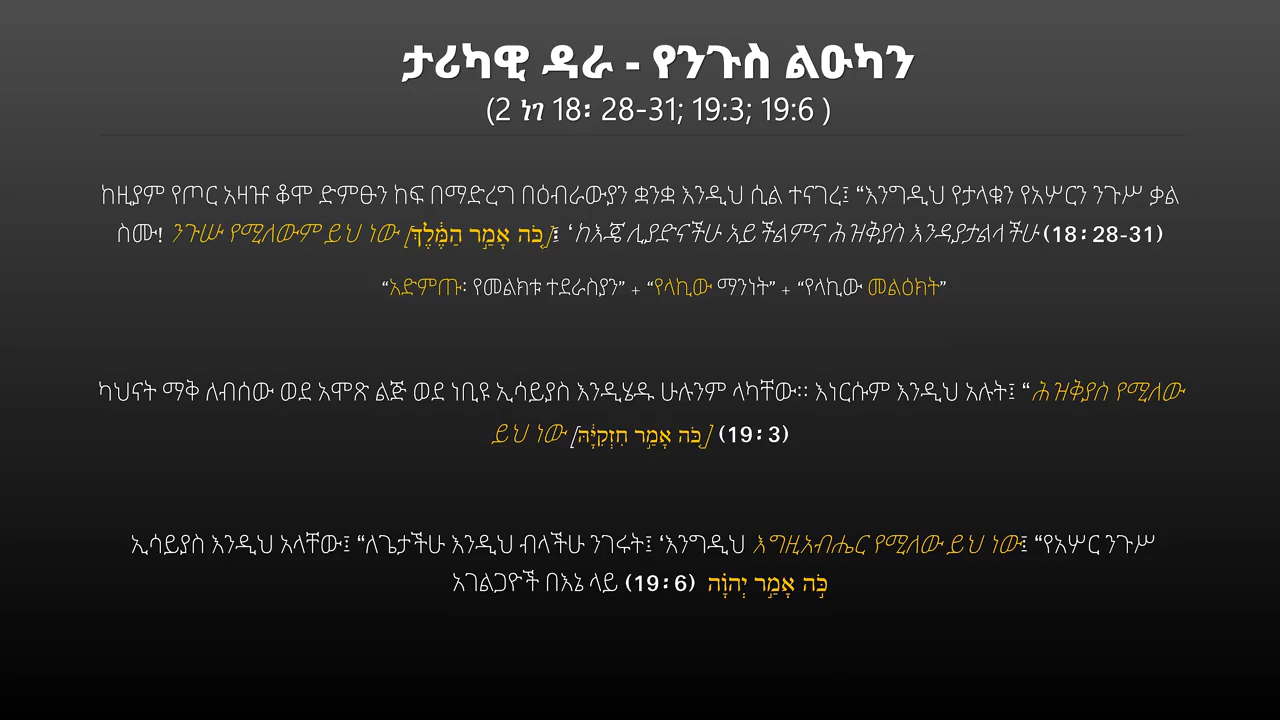 ታሪካዊ ዳራ - የንጉስ ልዑካን
(2 ነገ 18፡ 28-31; 19:3; 19:6 )
ከዚያም የጦር አዛዡ ቆሞ ድምፁን ከፍ በማድረግ በዕብራውያን ቋንቋ እንዲህ ሲል ተናገረ፤ “እንግዲህ የታላቁን የአሦርን ንጉሥ ቃል
ስሙ! ንጉሡ የሚለውም ይህ ነው [כֹּ֚ה אָמַ֣ר הַמֶּ֔לֶךְ]፤ ‘ከእጄ ሊያድናችሁ አይችልምና ሕዝቅያስ እንዳያታልላችሁ (18፡28-31)
“አድምጡ፡ የመልክቱ ተደራስያን” + “የላኪው ማንነት” + “የላኪው መልዕክት”
ካህናት ማቅ ለብሰው ወደ አሞጽ ልጅ ወደ ነቢዩ ኢሳይያስ እንዲሄዱ ሁሉንም ላካቸው። እነርሱም እንዲህ አሉት፤ “ሕዝቅያስ የሚለው
ይህ ነው [כֹּ֚ה אָמַ֣ר חִזְקִיָּ֔ה] (19፡3)
ኢሳይያስ እንዲህ አላቸው፤ “ለጌታችሁ እንዲህ ብላችሁ ንገሩት፤ ‘እንግዲህ እግዚአብሔር የሚለው ይህ ነው፤ “የአሦር ንጉሥ
አገልጋዮች በእኔ ላይ (19፡6) כֹּ֣ה אָמַ֣ר יְהוָ֗ה